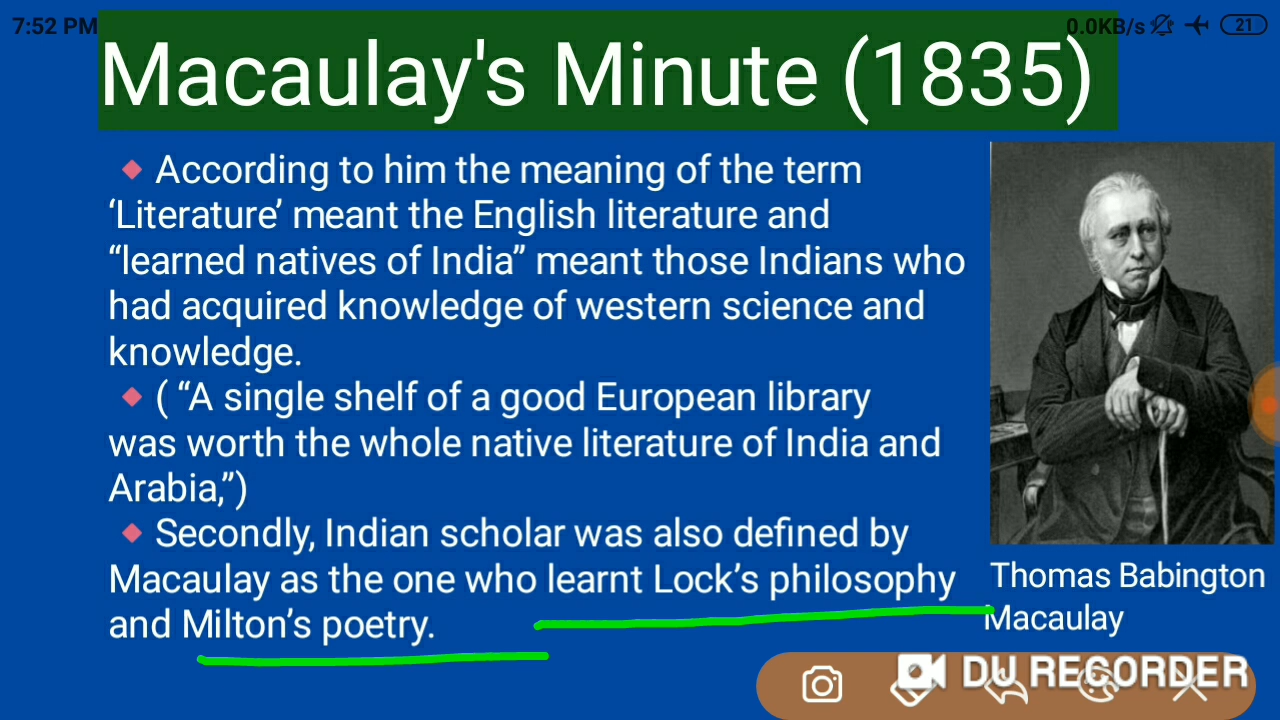 7:52 PM
0.0KB/s
21
Macaulay's Minute (1835)
According to him the meaning of the term
‘Literature’ meant the English literature and
“learned natives of India” meant those Indians who
had acquired knowledge of western science and
knowledge.
( “A single shelf of a good European library
was worth the whole native literature of India and
Arabia,”)
Secondly, Indian scholar was also defined by
Macaulay as the one who learnt Lock’s philosophy
and Milton’s poetry.
Thomas Babington
Macaulay
DU RECORDER